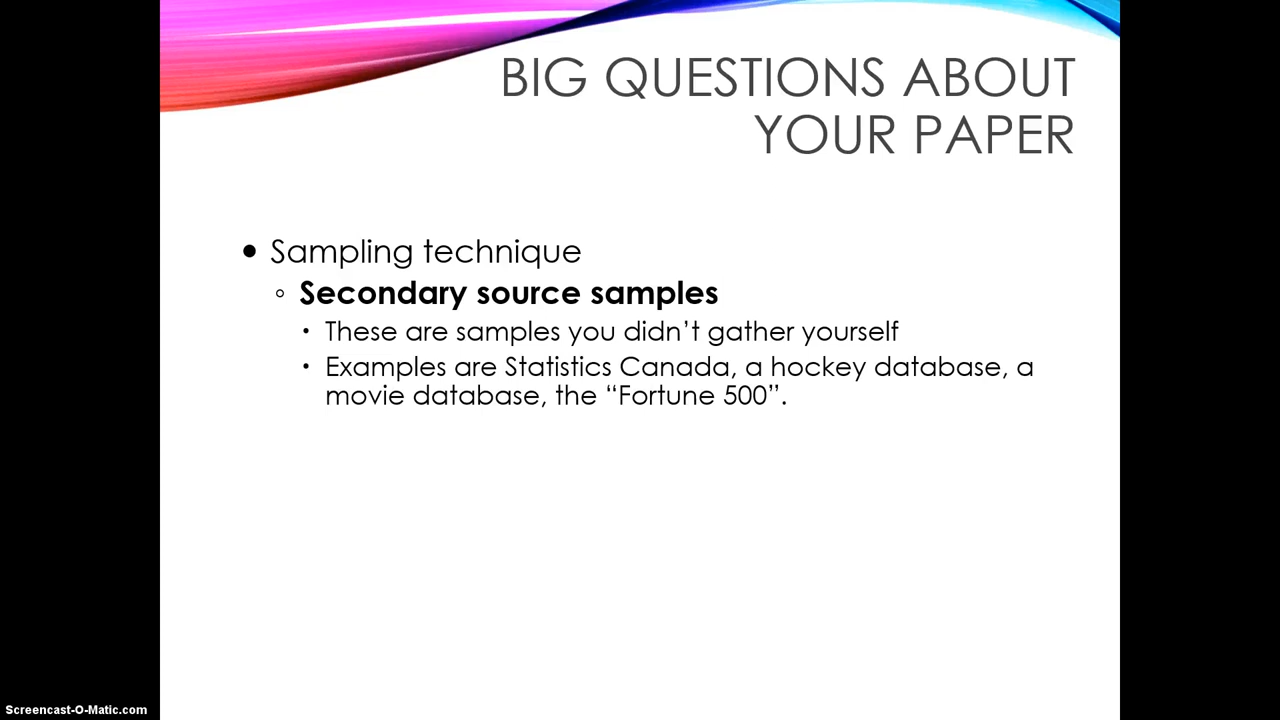 BIG QUESTIONS ABOUT
YOUR PAPER
• Sampling technique
◦ Secondary source samples
▪ These are samples you didn’t gather yourself
▪ Examples are Statistics Canada, a hockey database, a
movie database, the “Fortune 500”.
Screencast-O-Matic.com